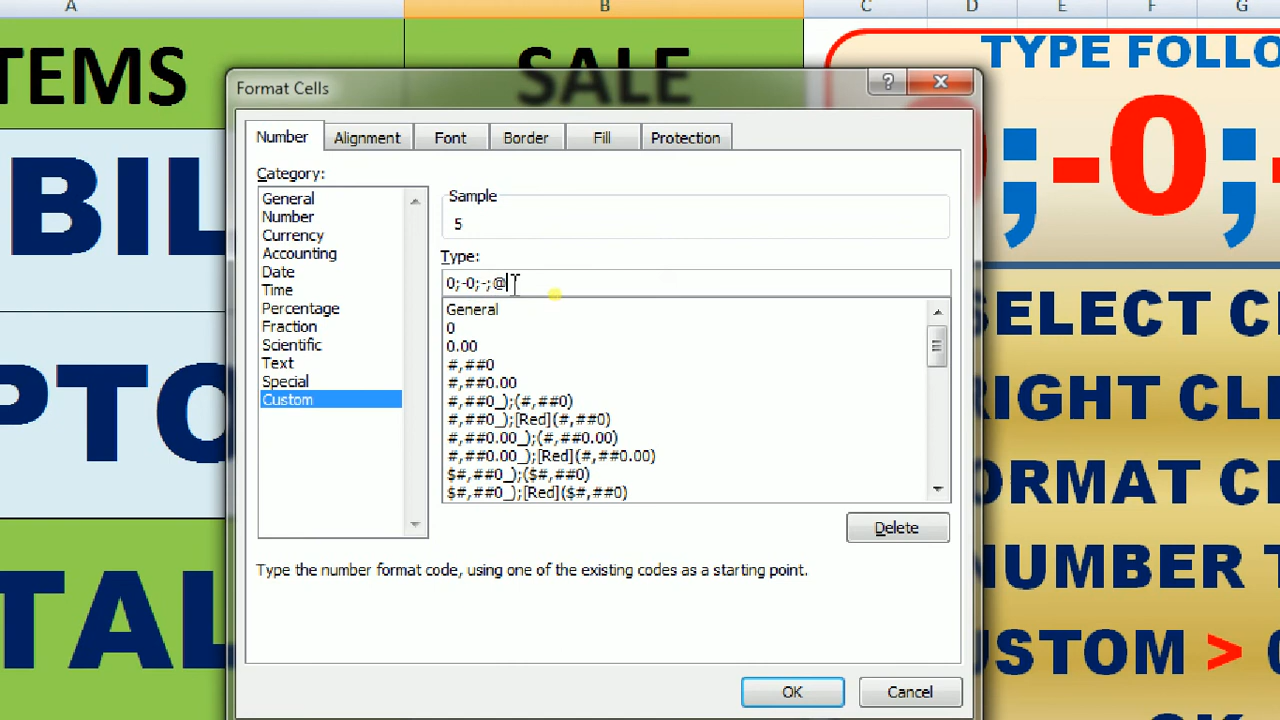 A B C D E F G
TEMS SALE TYPE FOLLO
Format Cells
;-0;-
Number Alignment Font Border Fill Protection
Category:
General
Number
Currency
Accounting
Date
Time
Percentage
Fraction
Scientific
Text
Special
Custom
Sample
5
Type:
0;-0;-;@
General
0
0.00
#,##0
#,##0.00
#,##0_);(#,##0)
#,##0_);[Red](#,##0)
#,##0.00_);(#,##0.00)
#,##0.00_);[Red](#,##0.00)
$#,##0_);($#,##0)
$#,##0_);[Red]($#,##0)
Delete
Type the number format code, using one of the existing codes as a starting point.
OK Cancel
BIL
PTO
TAL
SELECT C
RIGHT CLI
ORMAT CE
NUMBER T
USTOM >